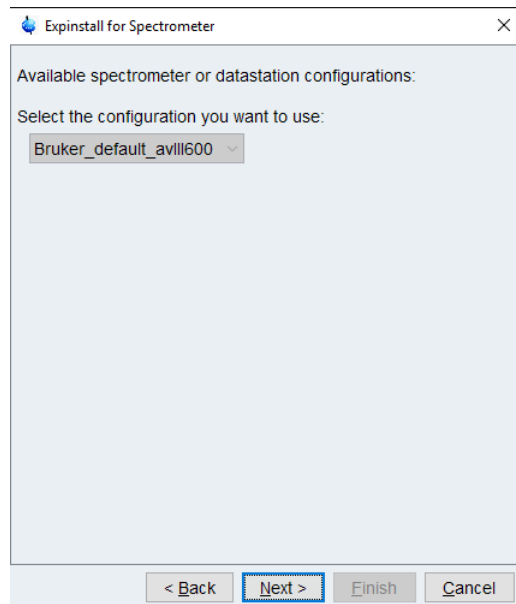 Expinstall for Spectrometer
Available spectrometer or datastation configurations:
Select the configuration you want to use:
Bruker_default_avIII600
< Back Next > Finish Cancel